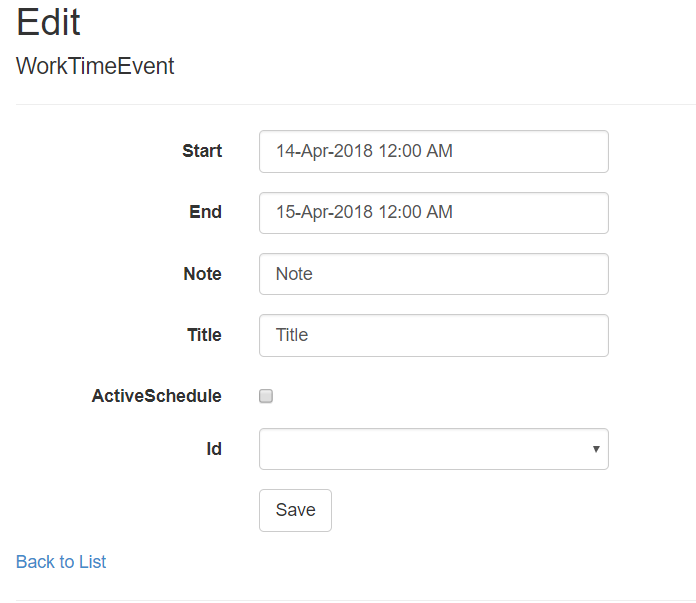 Edit
WorkTimeEvent
Start 14-Apr-2018 12:00 AM
End 15-Apr-2018 12:00 AM
Note Note
Title Title
ActiveSchedule
Id
Save
Back to List